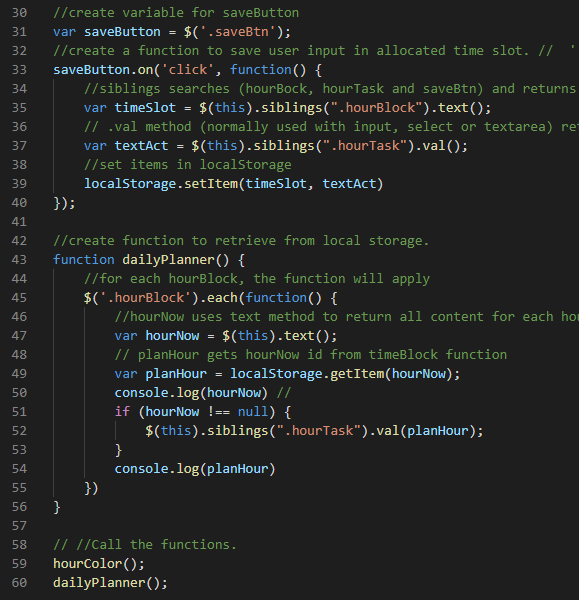 30 //create variable for saveButton
31 var saveButton = $('.saveBtn');
32 //create a function to save user input in allocated time slot. // '
33 saveButton.on('click', function() {
34 //siblings searches (hourBock, hourTask and saveBtn) and returns
35 var timeSlot = $(this).siblings(".hourBlock").text();
36 // .val method (normally used with input, select or textarea) ret
37 var textAct = $(this).siblings(".hourTask").val();
38 //set items in localStorage
39 localStorage.setItem(timeSlot, textAct)
40 });
41
42 //create function to retrieve from local storage.
43 function dailyPlanner() {
44 //for each hourBlock, the function will apply
45 $('.hourBlock').each(function() {
46 //hourNow uses text method to return all content for each hou
47 var hourNow = $(this).text();
48 // planHour gets hourNow id from timeBlock function
49 var planHour = localStorage.getItem(hourNow);
50 console.log(hourNow) //
51 if (hourNow !== null) {
52 $(this).siblings(".hourTask").val(planHour);
53 }
54 console.log(planHour)
55 })
56 }
57
58 // //Call the functions.
59 hourColor();
60 dailyPlanner();